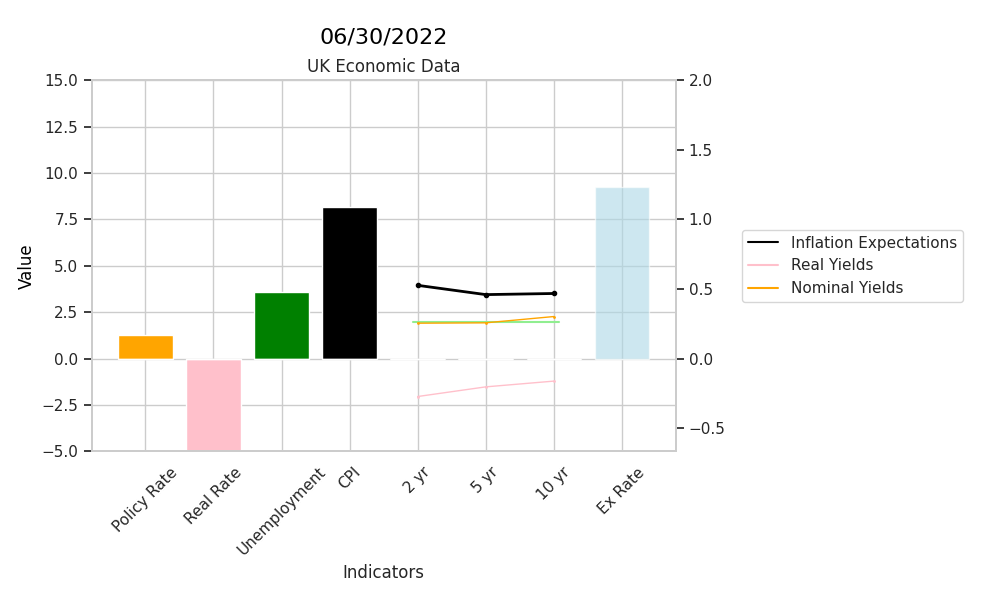 06/30/2022
UK Economic Data
15.0
12.5
10.0
7.5
5.0
2.5
0.0
−2.5
−5.0
Value
2.0
1.5
1.0
0.5
0.0
−0.5
Policy Rate
Real Rate
Unemployment
CPI
2 yr
5 yr
10 yr
Ex Rate
Indicators
Inflation Expectations
Real Yields
Nominal Yields